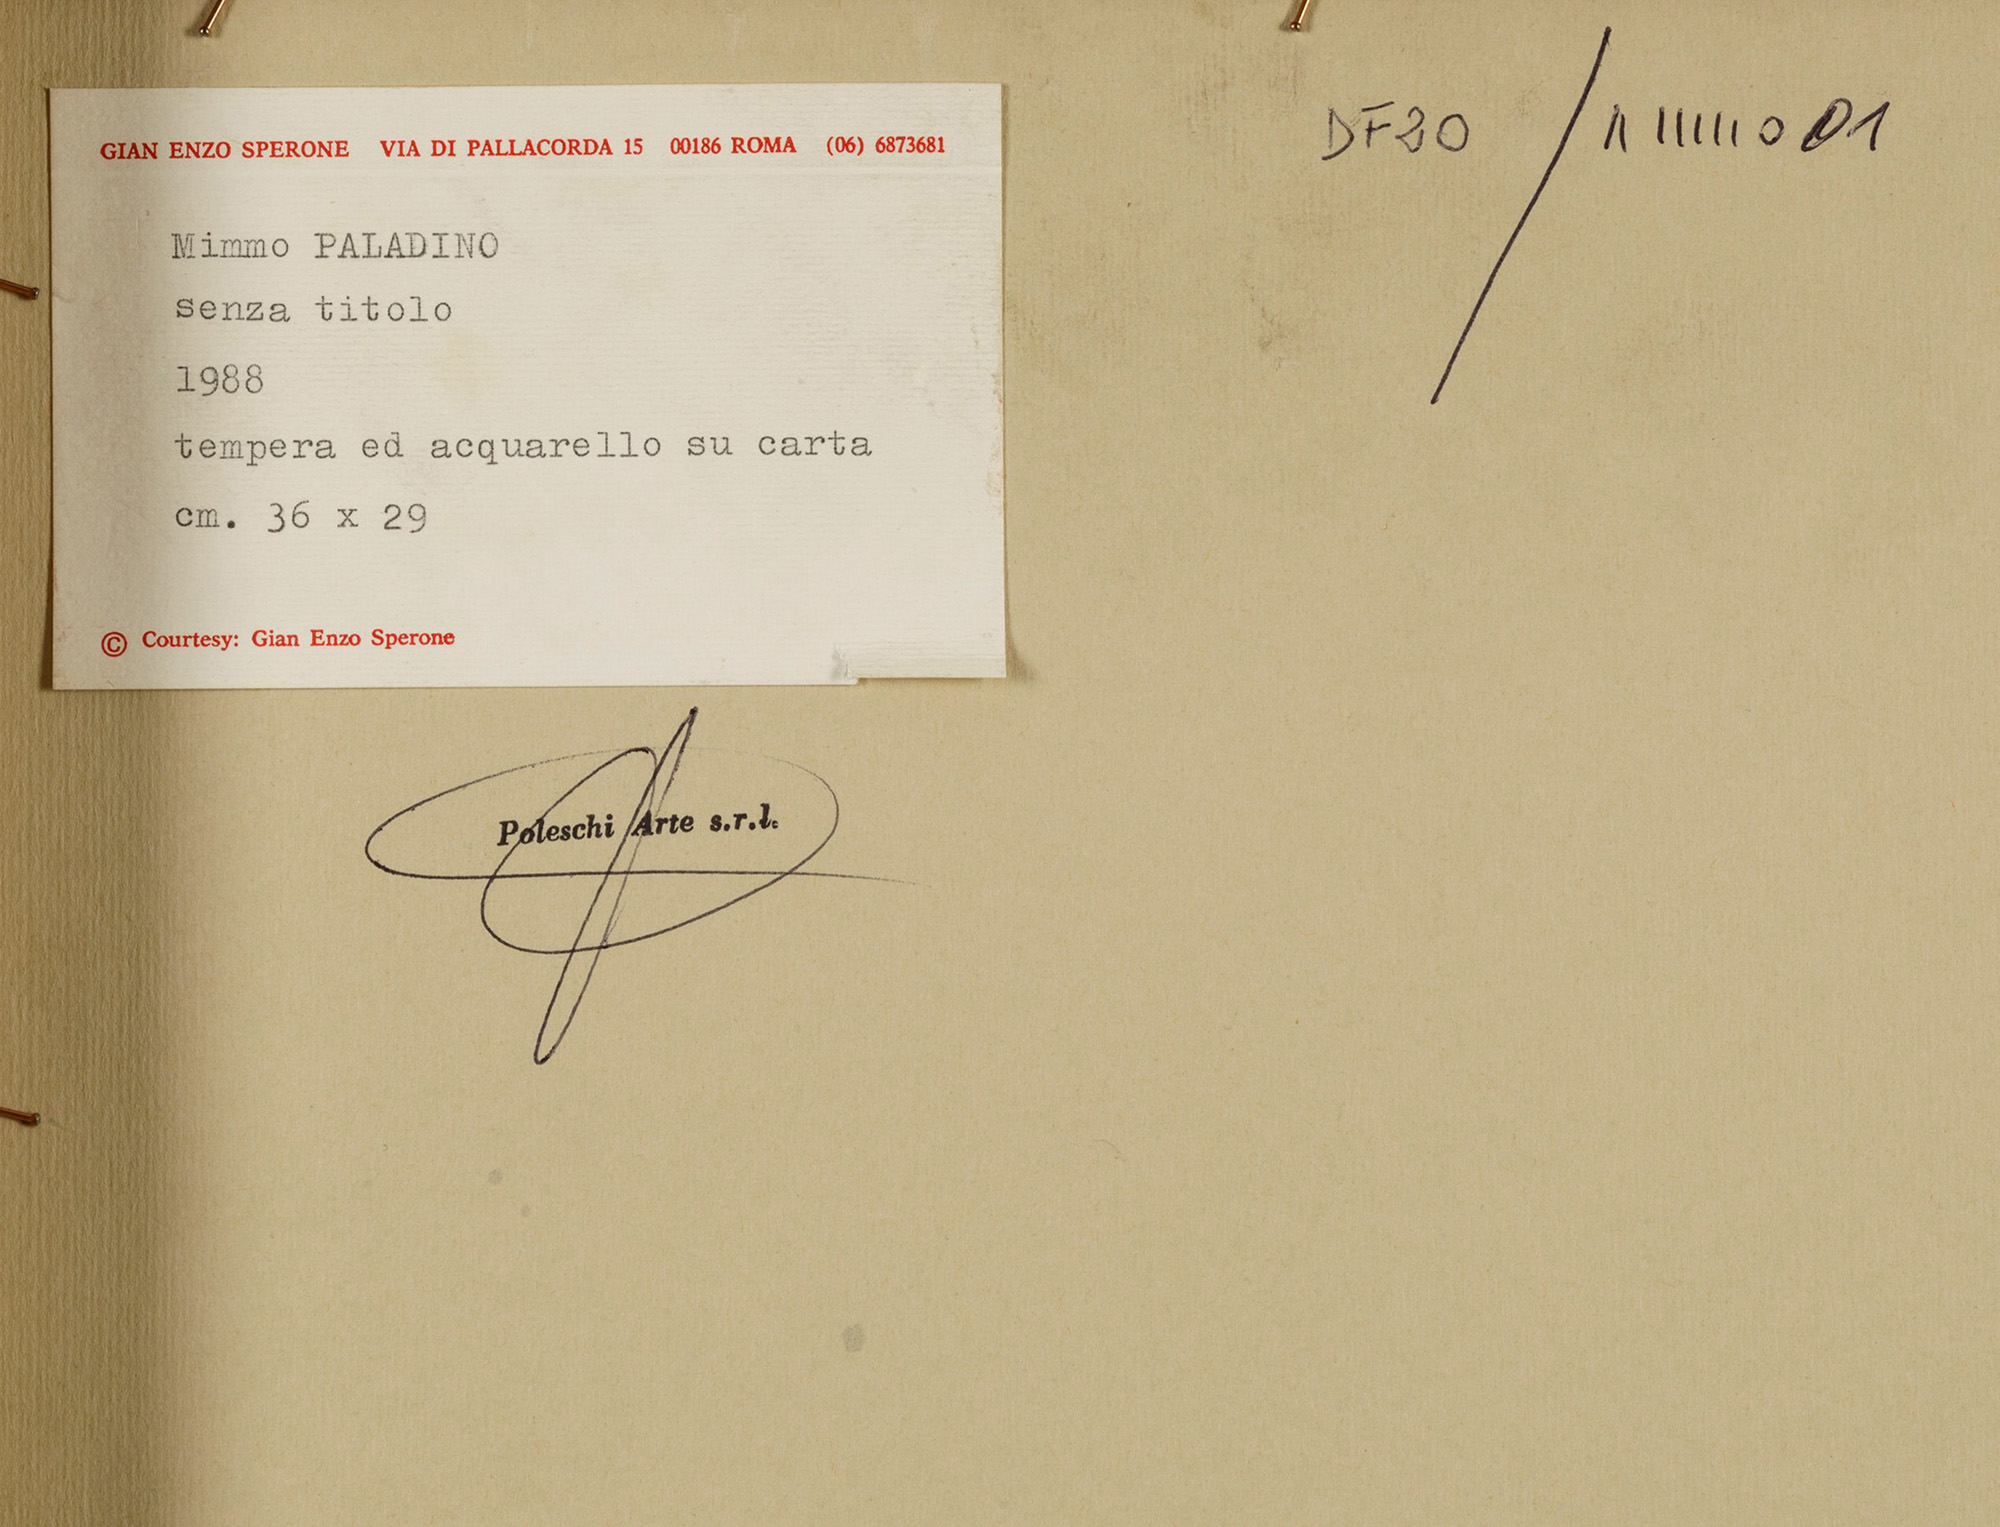 GIAN ENZO SPERONE VIA DI PALLACORDA 15 00186 ROMA (06) 6873681
Mimmo PALADINO
senza titolo
1988
tempera ed acquarello su carta
cm. 36 x 29
© Courtesy: Gian Enzo Sperone
Poleschi Arte s.r.l.
DF20